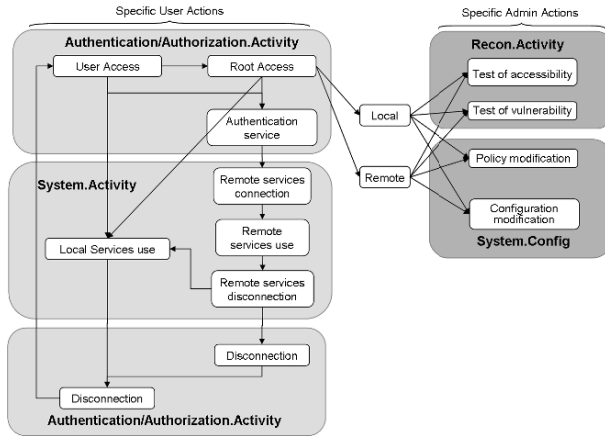 Specific User Actions
Specific Admin Actions
Authentication/Authorization.Activity
User Access
Root Access
Authentication
service
System.Activity
Remote services
connection
Remote
services use
Local Services use
Remote services
disconnection
Disconnection
Disconnection
Authentication/Authorization.Activity
Local
Remote
Recon.Activity
Test of accessibility
Test of vulnerability
Policy modification
Configuration
modification
System.Config